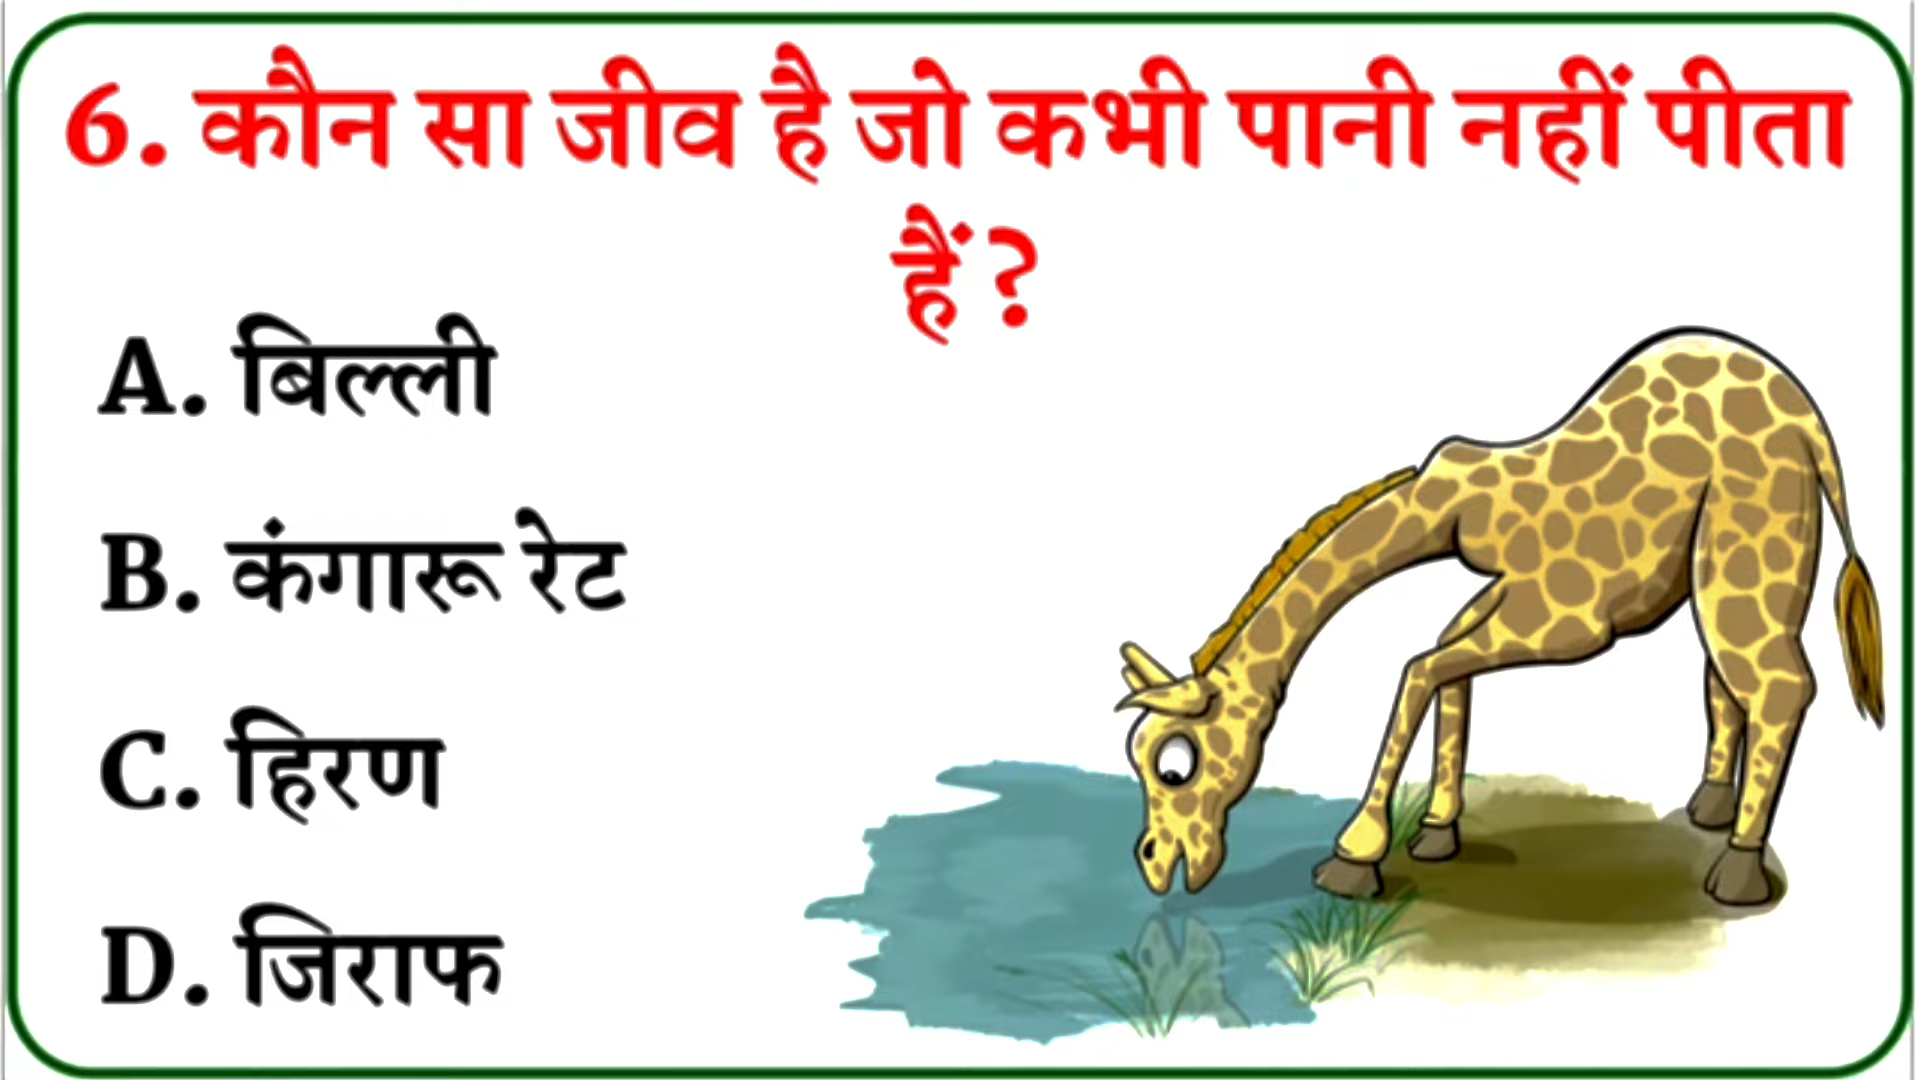 6. कौन सा जीव है जो कभी पानी नहीं पीता
हैं ?
A. बिल्ली
B. कंगारू रेट
C. हिरण
D. जिराफ